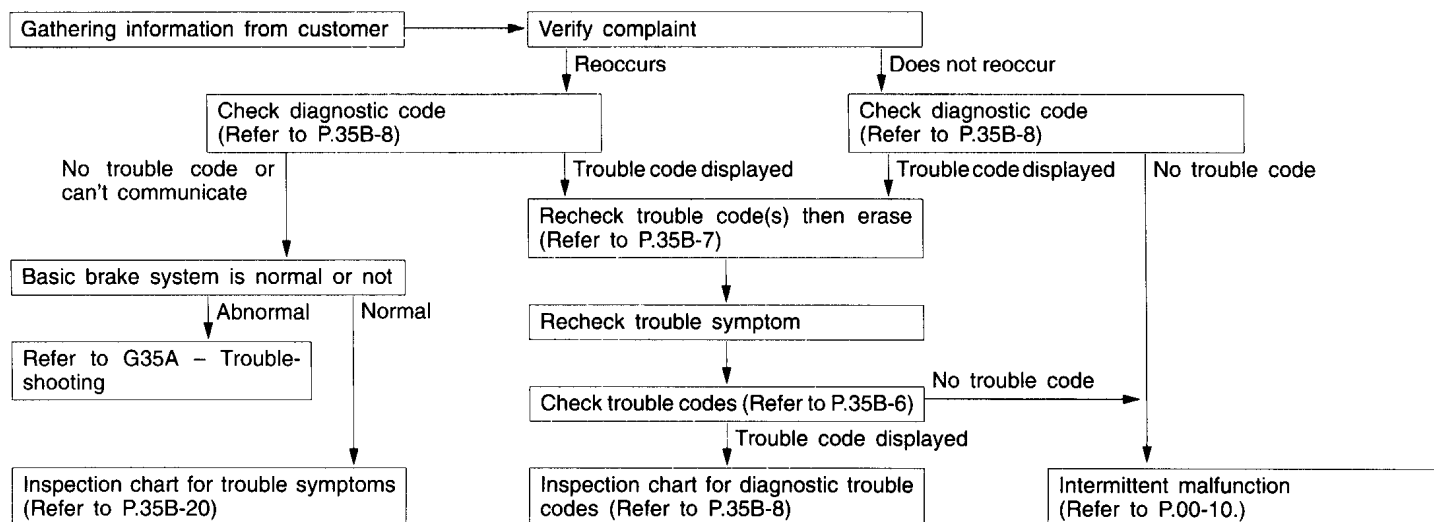 Gathering information from customer
Verify complaint
Reoccurs
Does not reoccur
Check diagnostic code
(Refer to P.35B-8)
Check diagnostic code
(Refer to P.35B-8)
No trouble code or
can't communicate
Trouble code displayed
Trouble code displayed
No trouble code
Recheck trouble code(s) then erase
(Refer to P.35B-7)
Basic brake system is normal or not
Abnormal
Normal
Recheck trouble symptom
Refer to G35A – Trouble-
shooting
No trouble code
Check trouble codes (Refer to P.35B-6)
Trouble code displayed
Inspection chart for trouble symptoms
(Refer to P.35B-20)
Inspection chart for diagnostic trouble
codes (Refer to P.35B-8)
Intermittent malfunction
(Refer to P.00-10.)